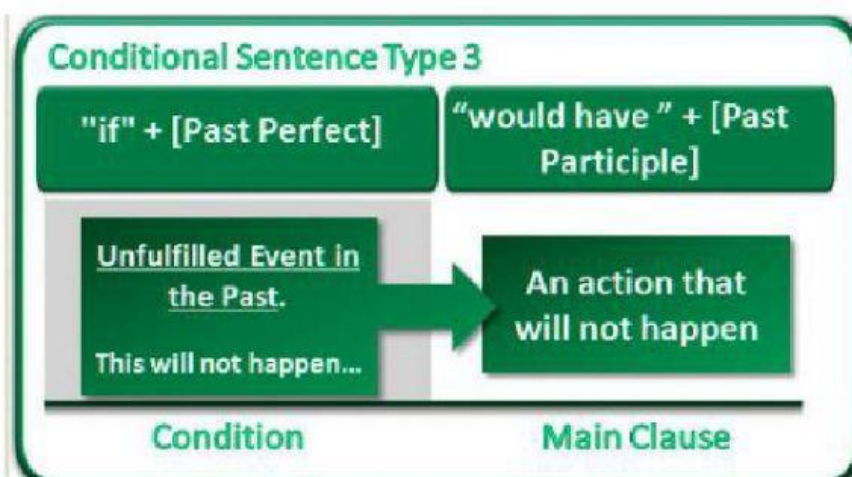 Conditional Sentence Type 3
"if" + [Past Perfect]
“would have ” + [Past
Participle]
Unfulfilled Event in
the Past.
This will not happen...
An action that
will not happen
Condition
Main Clause